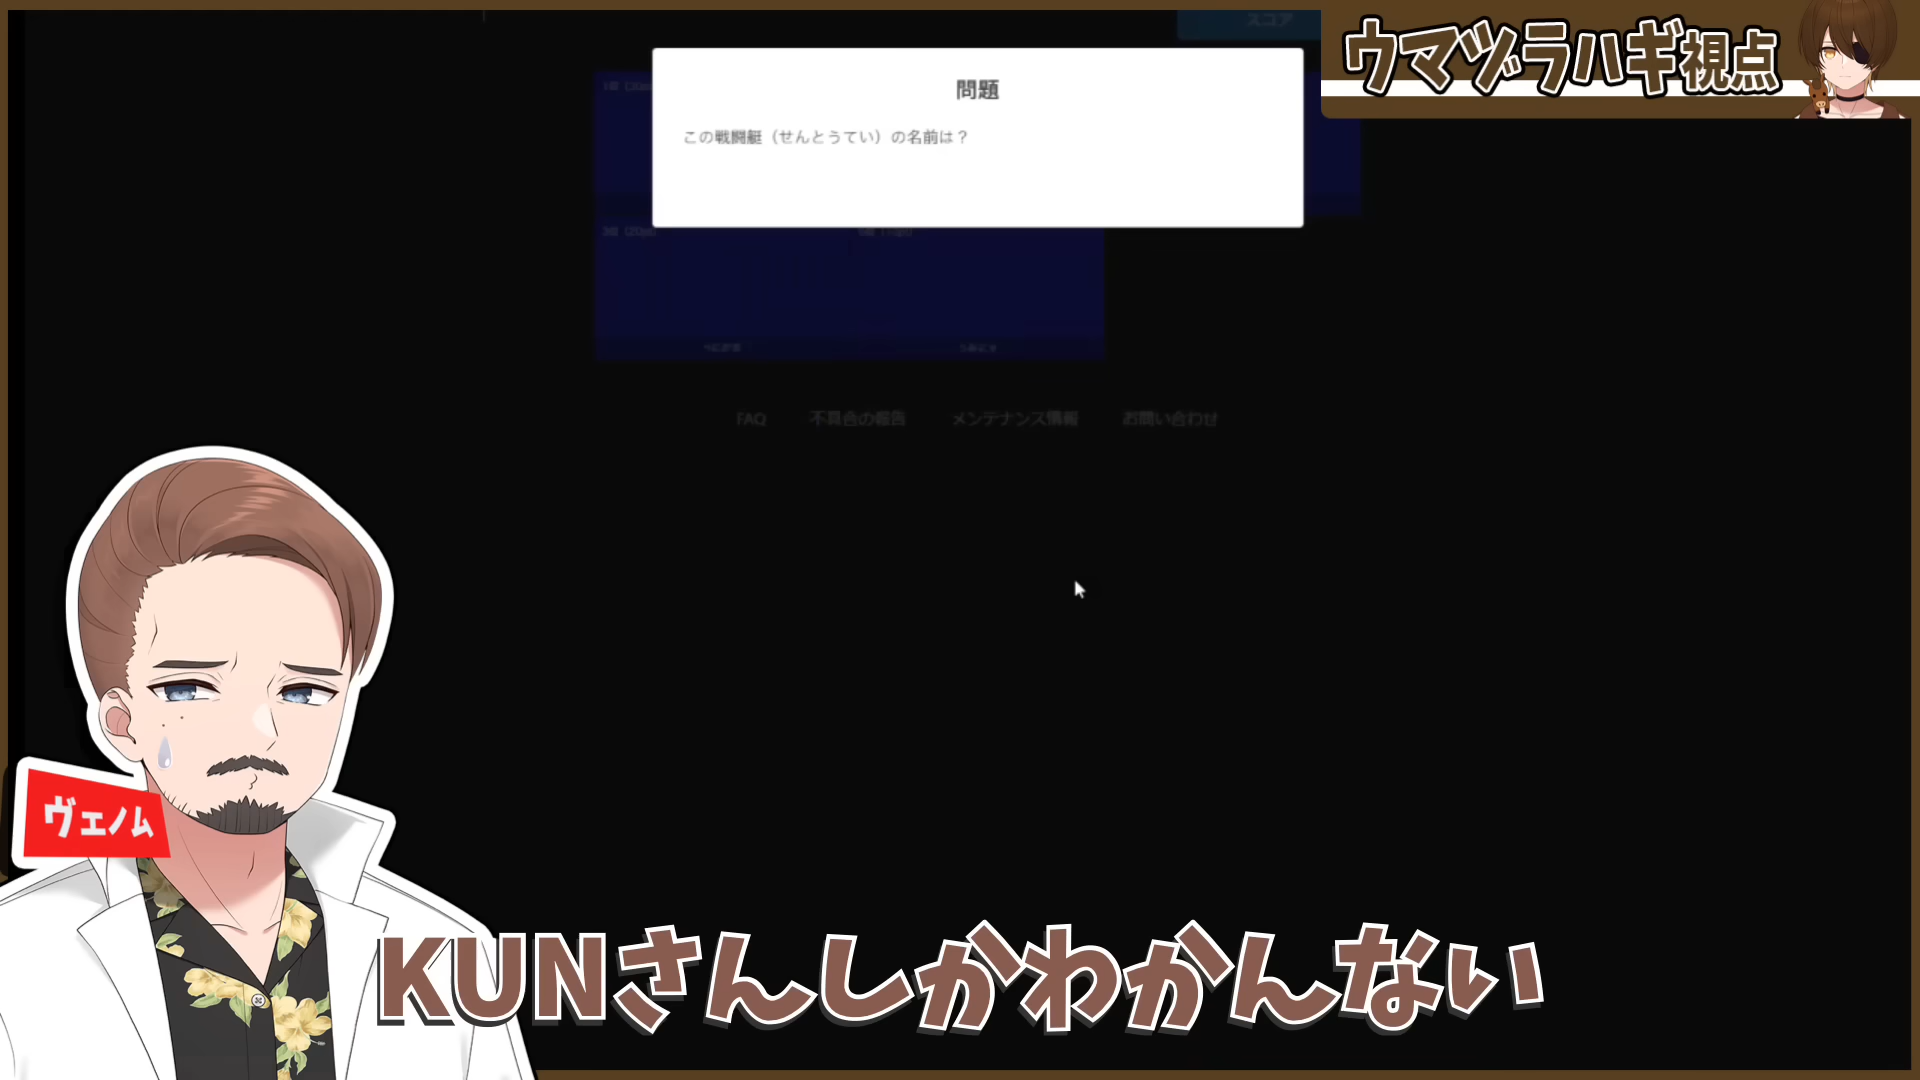 スコア
ウマヅラハギ視点
問題
この戦闘艇（せんとうてい）の名前は？
FAQ
不具合の報告
メンテナンス情報
お問い合わせ
ヴェノム
KUNさんしかわかんない